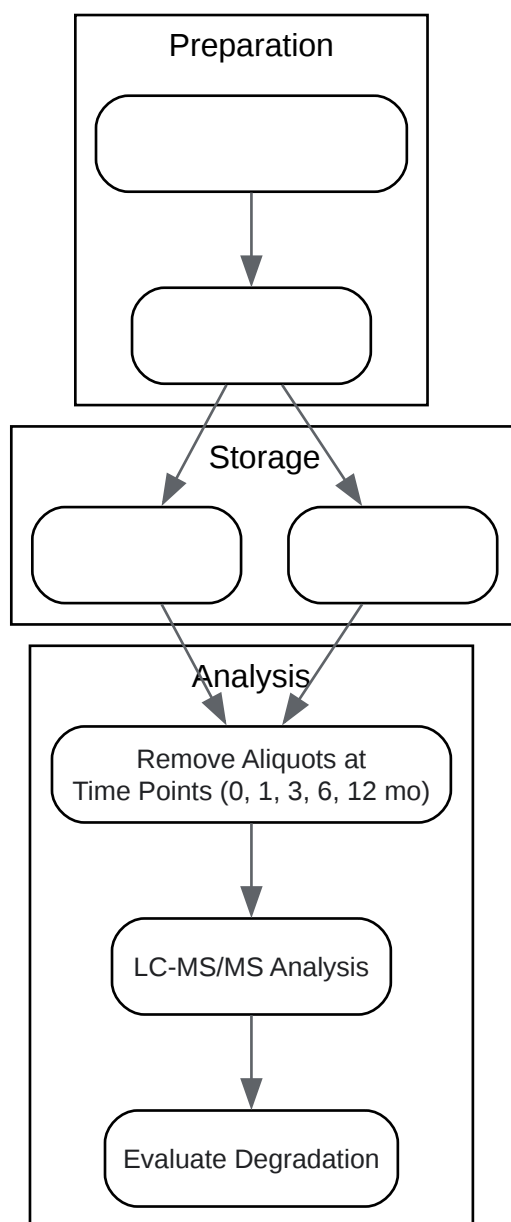 Preparation
Storage
Analysis
Remove Aliquots at
Time Points (0, 1, 3, 6, 12 mo)
LC-MS/MS Analysis
Evaluate Degradation